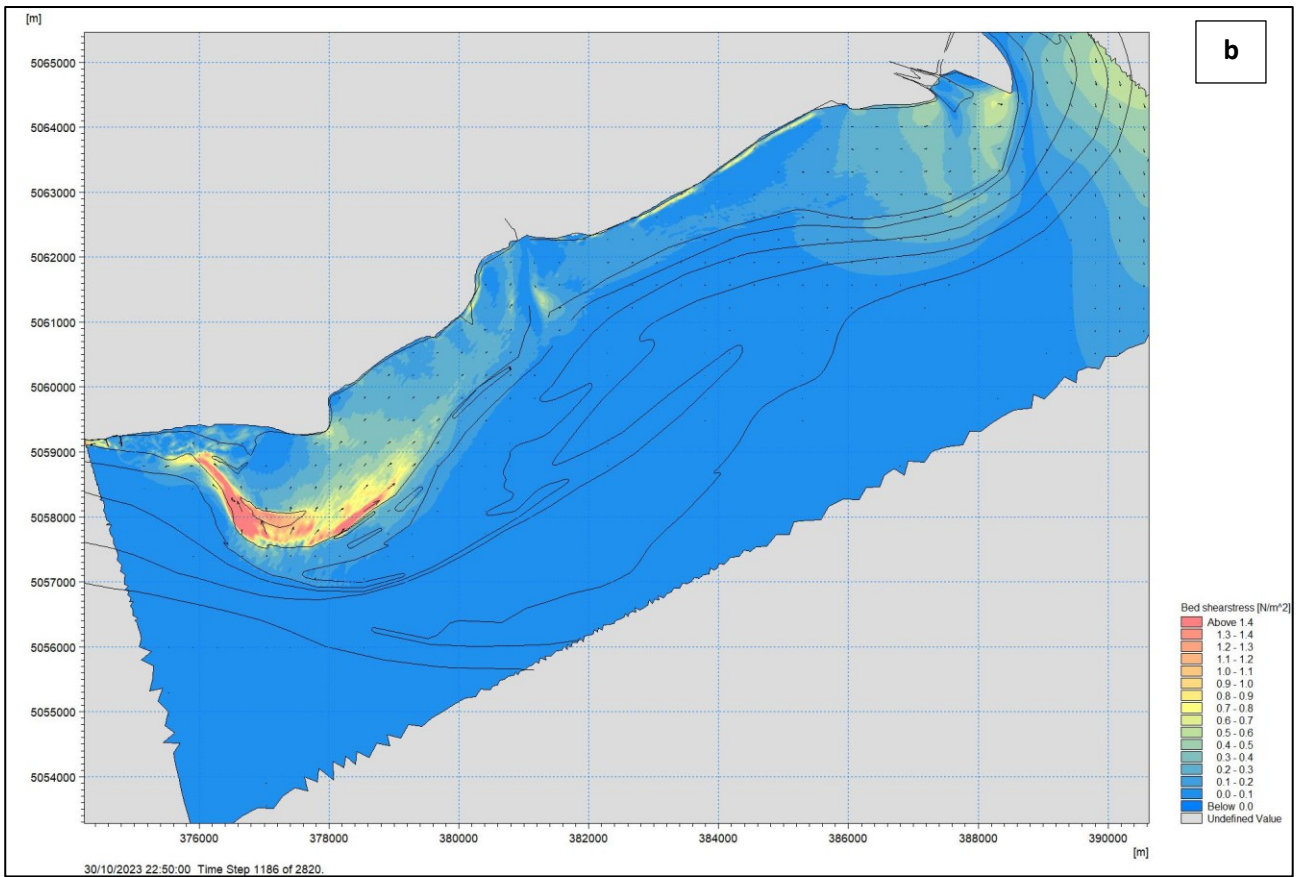 [m]
b
5065000
5064000
5063000
5062000
5061000
5060000
5059000
5058000
5057000
5056000
5055000
5054000
376000 378000 380000 382000 384000 386000 388000 390000
[m]
Bed shearstress [N/m^2]
Above 1.4
1.3 - 1.4
1.2 - 1.3
1.1 - 1.2
1.0 - 1.1
0.9 - 1.0
0.8 - 0.9
0.7 - 0.8
0.6 - 0.7
0.5 - 0.6
0.4 - 0.5
0.3 - 0.4
0.2 - 0.3
0.1 - 0.2
0.0 - 0.1
Below 0.0
Undefined Value
30/10/2023 22:50:00 Time Step 1186 of 2820.